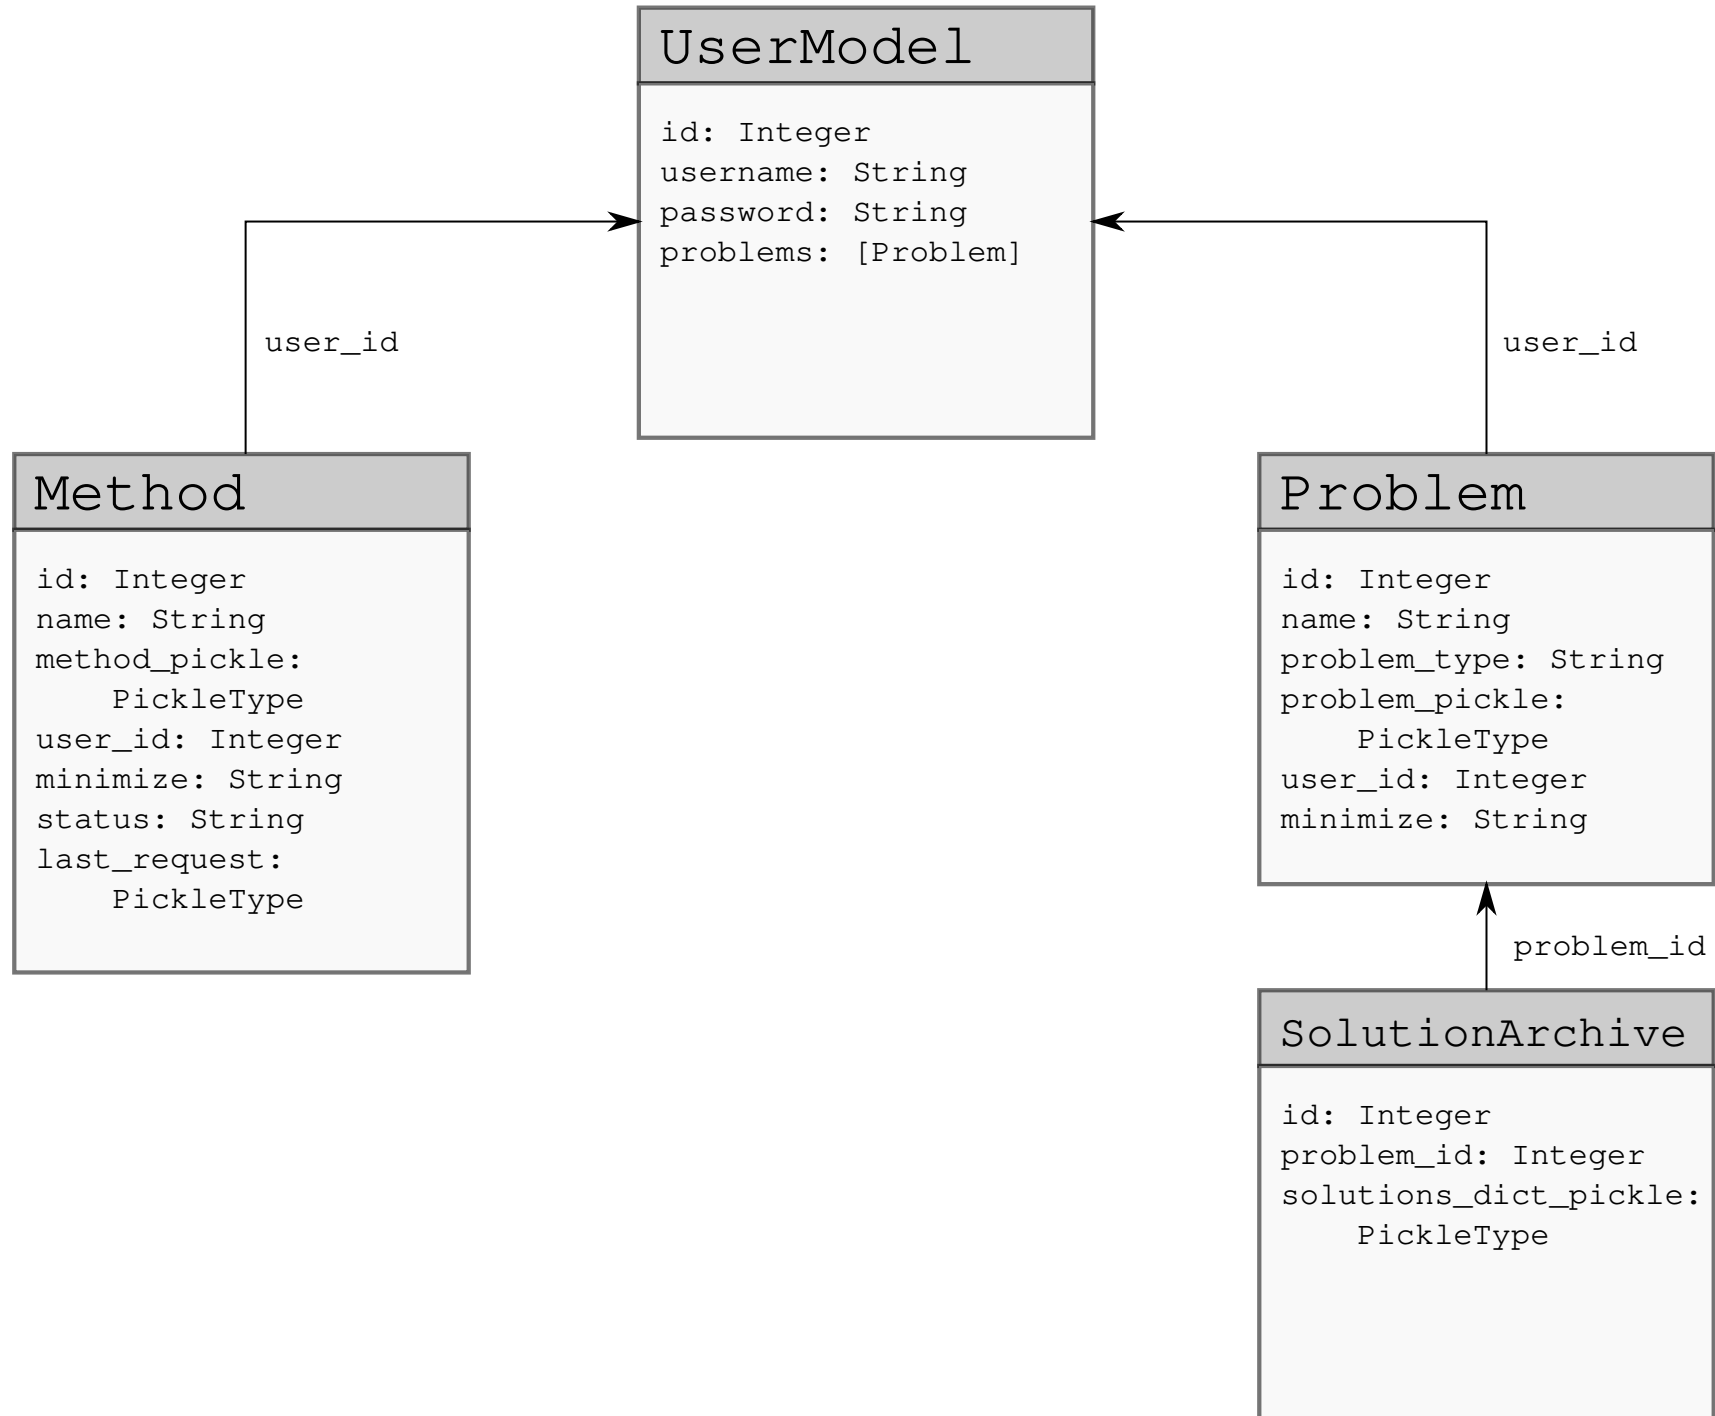 UserModel
id: Integer
username: String
password: String
problems: [Problem]
user_id
user_id
Method
id: Integer
name: String
method_pickle:
PickleType
user_id: Integer
minimize: String
status: String
last_request:
PickleType
Problem
id: Integer
name: String
problem_type: String
problem_pickle:
PickleType
user_id: Integer
minimize: String
problem_id
SolutionArchive
id: Integer
problem_id: Integer
solutions_dict_pickle:
PickleType